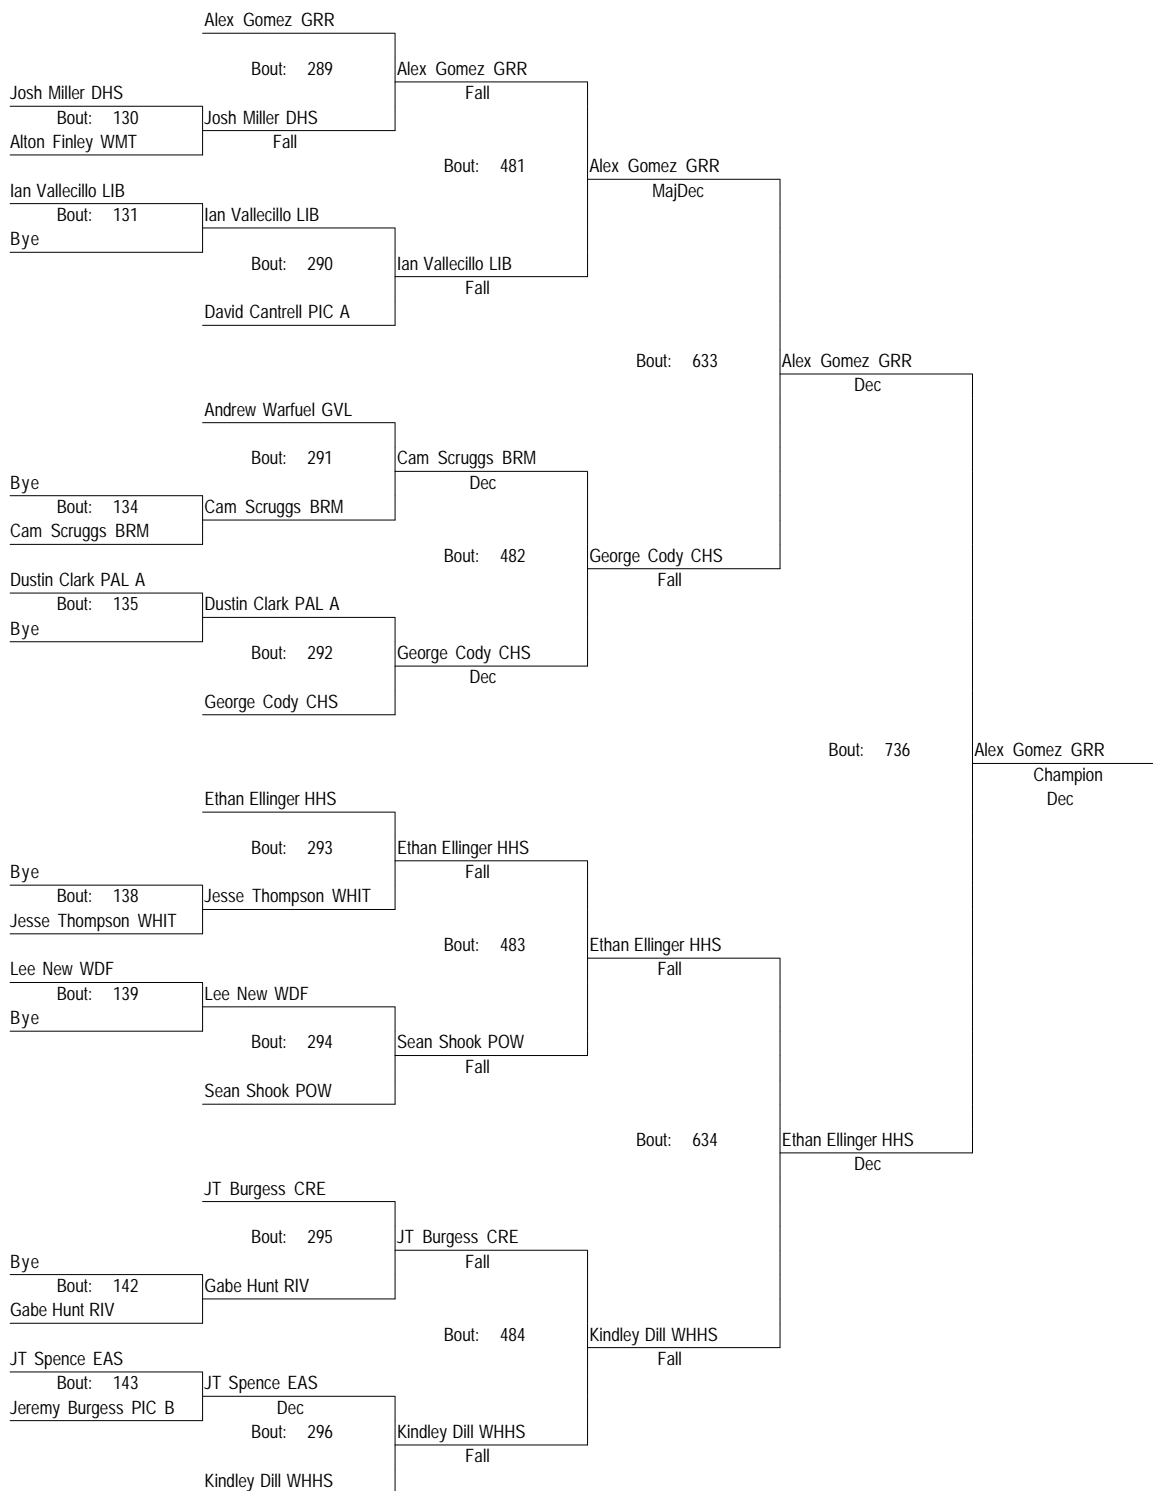 Alex Gomez GRR
Bout: 289
Alex Gomez GRR
Josh Miller DHS
Fall
Bout: 130
Josh Miller DHS
Alton Finley WMT
Fall
Bout: 481
Alex Gomez GRR
Ian Vallecillo LIB
MajDec
Bout: 131
Ian Vallecillo LIB
Bye
Bout: 290
Ian Vallecillo LIB
Fall
David Cantrell PIC A
Bout: 633
Alex Gomez GRR
Dec
Andrew Warfuel GVL
Bout: 291
Cam Scruggs BRM
Bye
Dec
Bout: 134
Cam Scruggs BRM
Cam Scruggs BRM
Bout: 482
George Cody CHS
Dustin Clark PAL A
Fall
Bout: 135
Dustin Clark PAL A
Bye
Bout: 292
George Cody CHS
Dec
George Cody CHS
Bout: 736
Alex Gomez GRR
Champion
Ethan Ellinger HHS
Dec
Bout: 293
Ethan Ellinger HHS
Bye
Fall
Bout: 138
Jesse Thompson WHIT
Jesse Thompson WHIT
Bout: 483
Ethan Ellinger HHS
Lee New WDF
Fall
Bout: 139
Lee New WDF
Bye
Bout: 294
Sean Shook POW
Fall
Sean Shook POW
Bout: 634
Ethan Ellinger HHS
Dec
JT Burgess CRE
Bout: 295
JT Burgess CRE
Bye
Fall
Bout: 142
Gabe Hunt RIV
Gabe Hunt RIV
Bout: 484
Kindley Dill WHHS
JT Spence EAS
Fall
Bout: 143
JT Spence EAS
Jeremy Burgess PIC B
Dec
Bout: 296
Kindley Dill WHHS
Fall
Kindley Dill WHHS